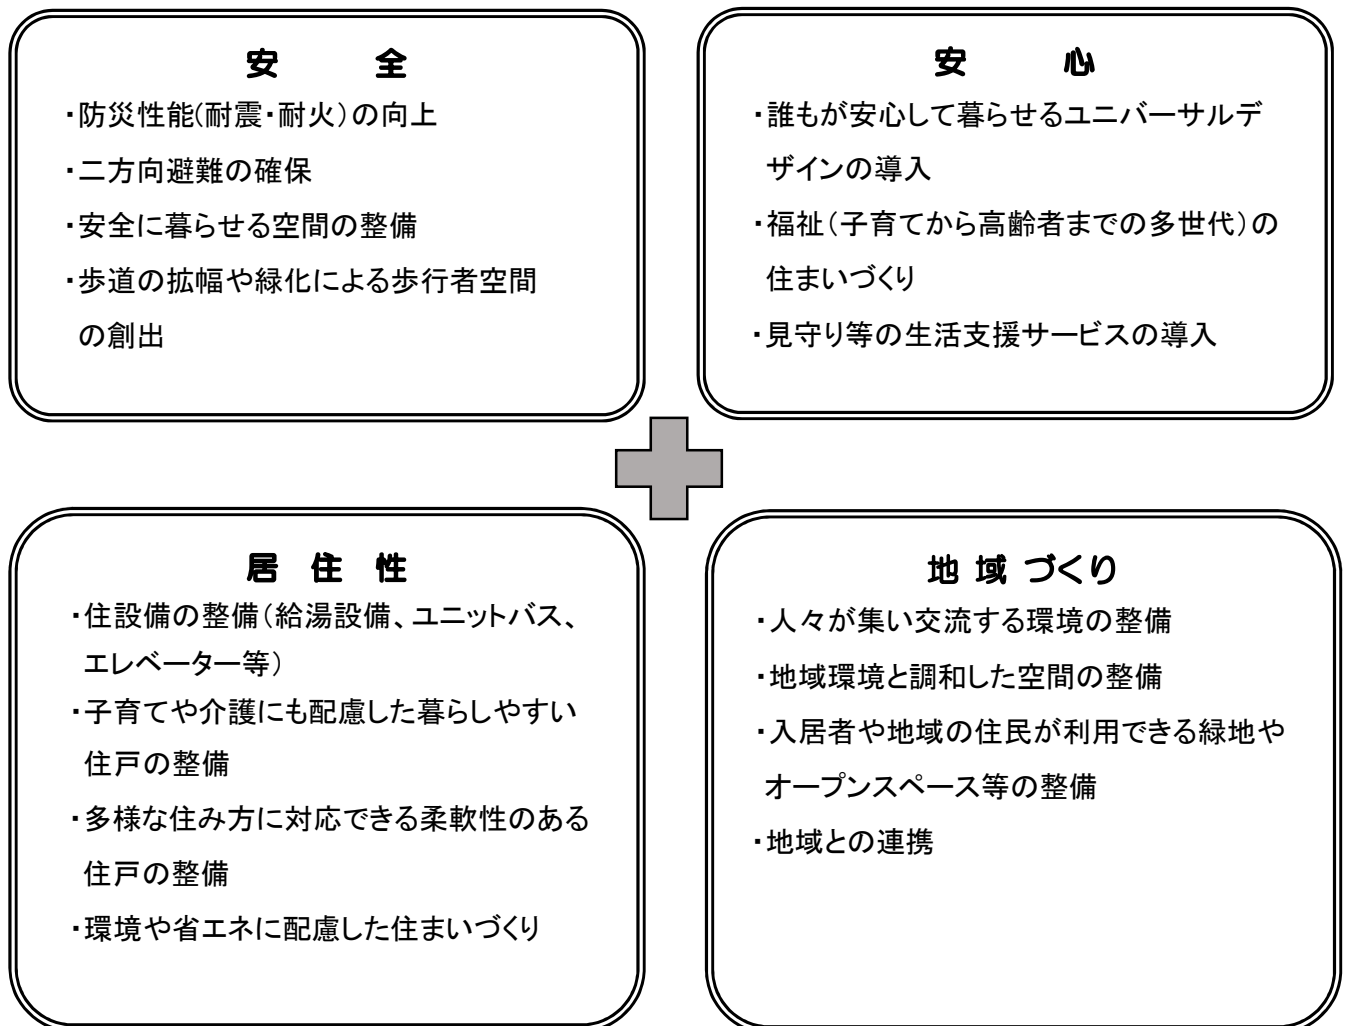 安全
・防災性能(耐震・耐火)の向上
・二方向避難の確保
・安全に暮らせる空間の整備
・歩道の拡幅や緑化による歩行者空間
の創出
安心
・誰もが安心して暮らせるユニバーサルデ
ザインの導入
・福祉(子育てから高齢者までの多世代)の
住まいづくり
・見守り等の生活支援サービスの導入
居住性
・住設備の整備(給湯設備、ユニットバス、
エレベーター等)
・子育てや介護にも配慮した暮らしやすい
住戸の整備
・多様な住み方に対応できる柔軟性のある
住戸の整備
・環境や省エネに配慮した住まいづくり
地域づくり
・人々が集い交流する環境の整備
・地域環境と調和した空間の整備
・入居者や地域の住民が利用できる緑地や
オープンスペース等の整備
・地域との連携